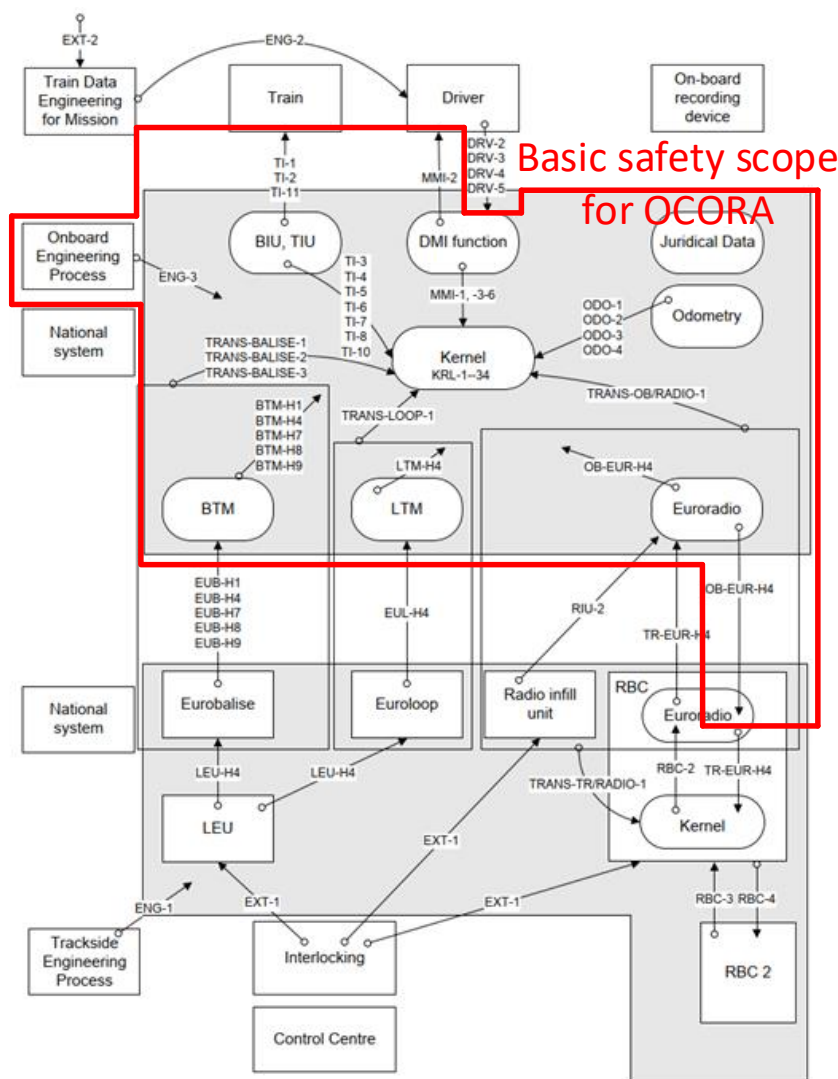 EXT-2
ENG-2
Train Data
Engineering
for Mission
Train
Driver
On-board
recording
device
DRV-2
DRV-3
DRV-4
DRV-5
Basic safety scope
for OCORA
TI-1
TI-2
TI-11
MMI-2
Onboard
Engineering
Process
ENG-3
BIU, TIU
DMI function
Juridical Data
TI-3
TI-4
TI-5
TI-6
TI-7
TI-8
TI-10
MMI-1, -3-6
ODO-1
ODO-2
ODO-3
ODO-4
Odometry
National
system
TRANS-BALISE-1
TRANS-BALISE-2
TRANS-BALISE-3
Kernel
KRL-1--34
TRANS-OB/RADIO-1
BTM-H1
BTM-H4
BTM-H7
BTM-H8
BTM-H9
TRANS-LOOP-1
LTM-H4
OB-EUR-H4
BTM
LTM
Euroradio
EUB-H1
EUB-H4
EUB-H7
EUB-H8
EUB-H9
EUL-H4
RIU-2
OB-EUR-H4
TR-EUR-H4
National
system
Eurobalise
Euroloop
Radio infill
unit
RBC
Euroradio
LEU-H4
LEU-H4
TRANS-TR/RADIO-1
RBC-2
TR-EUR-H4
LEU
Kernel
EXT-1
ENG-1
EXT-1
EXT-1
RBC-3
RBC-4
Trackside
Engineering
Process
Interlocking
RBC 2
Control Centre